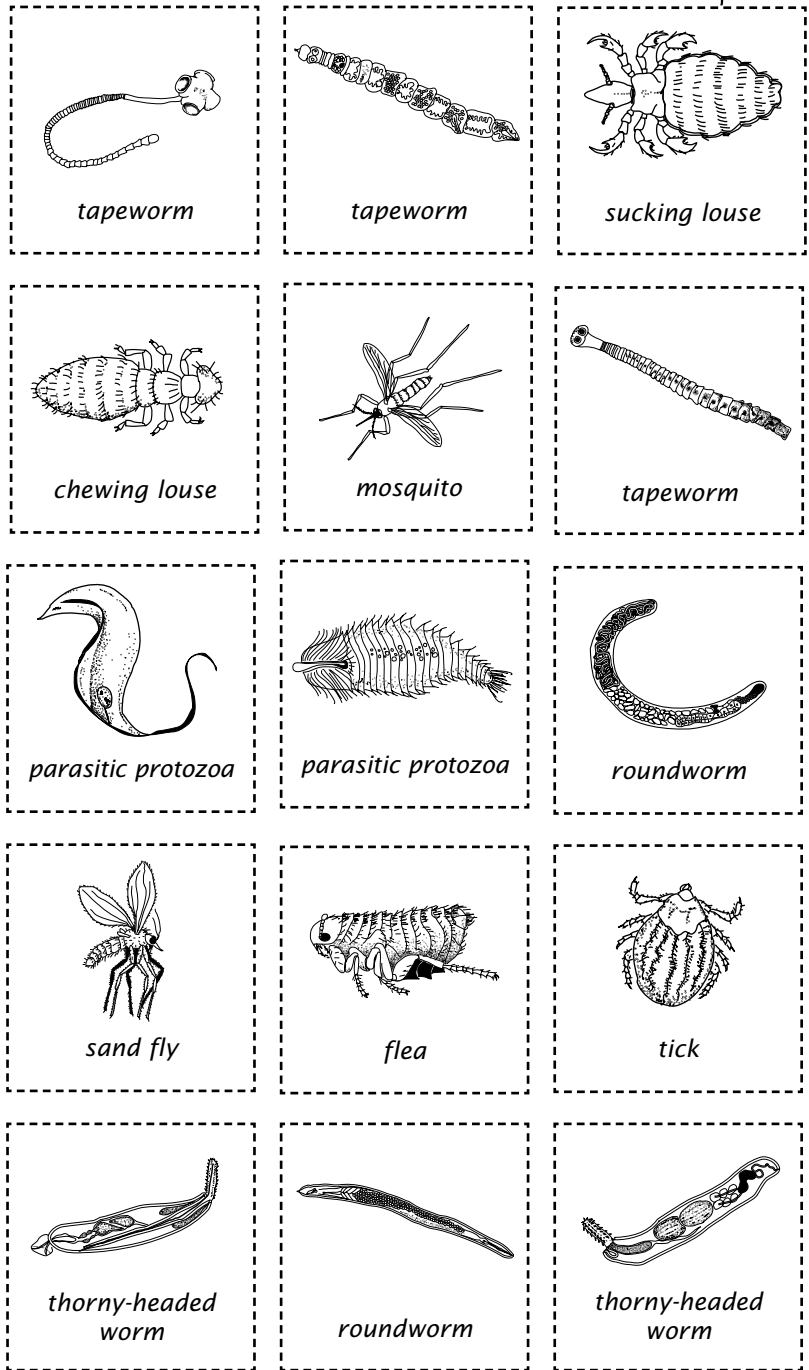 tapeworm
tapeworm
sucking louse
chewing louse
mosquito
tapeworm
parasitic protozoa
parasitic protozoa
roundworm
sand fly
flea
tick
thorny-headed
worm
roundworm
thorny-headed
worm